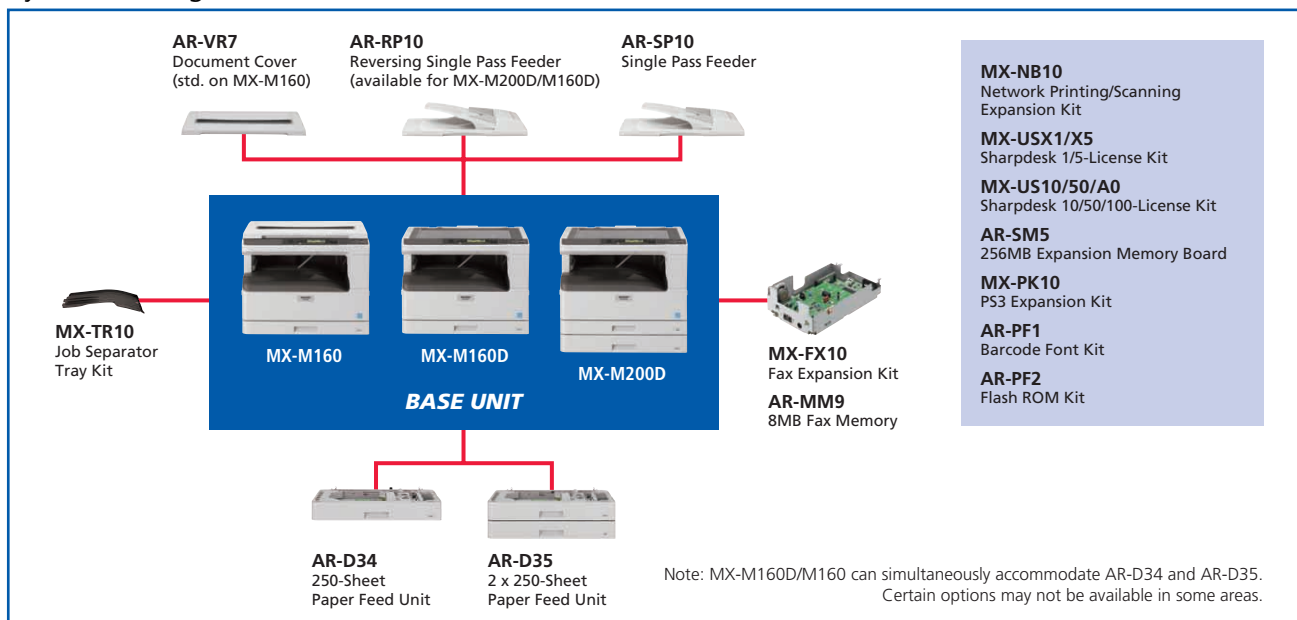 AR-VR7
Document Cover
(std. on MX-M160)
AR-RP10
Reversing Single Pass Feeder
(available for MX-M200D/M160D)
AR-SP10
Single Pass Feeder
MX-NB10
Network Printing/Scanning
Expansion Kit
MX-USX1/X5
Sharpdesk 1/5-License Kit
MX-US10/50/A0
Sharpdesk 10/50/100-License Kit
AR-SM5
256MB Expansion Memory Board
MX-PK10
PS3 Expansion Kit
AR-PF1
Barcode Font Kit
AR-PF2
Flash ROM Kit
MX-TR10
Job Separator
Tray Kit
MX-M160
MX-M160D
MX-M200D
BASE UNIT
MX-FX10
Fax Expansion Kit
AR-MM9
8MB Fax Memory
AR-D34
250-Sheet
Paper Feed Unit
AR-D35
2 x 250-Sheet
Paper Feed Unit
Note: MX-M160D/M160 can simultaneously accommodate AR-D34 and AR-D35.
Certain options may not be available in some areas.